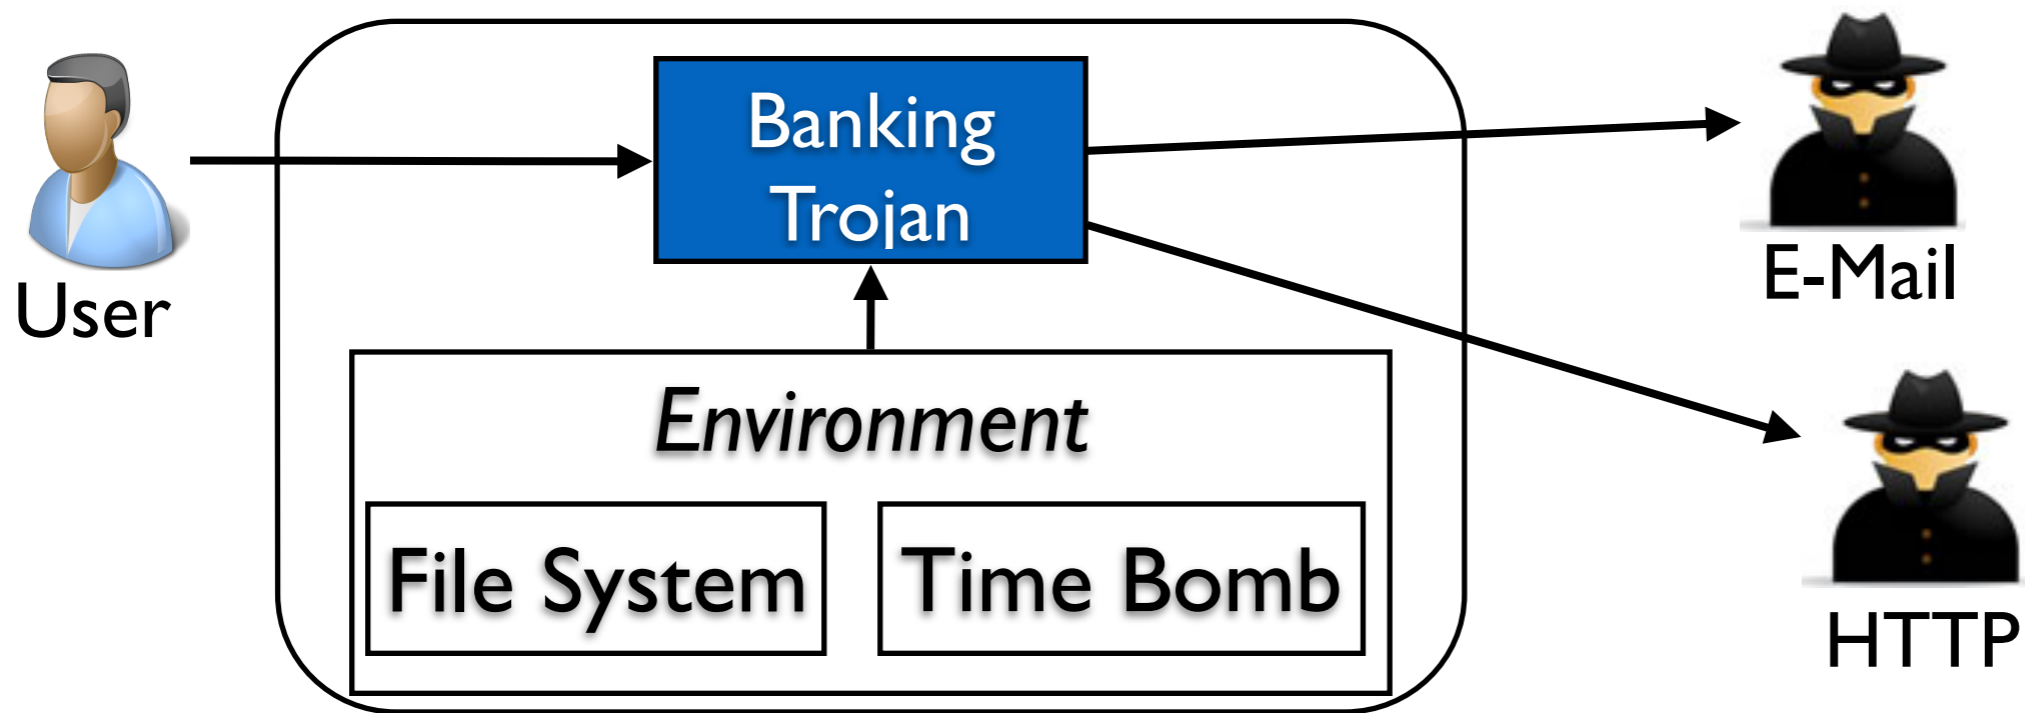 Banking
Trojan
User
E-Mail
Environment
File System
Time Bomb
HTTP